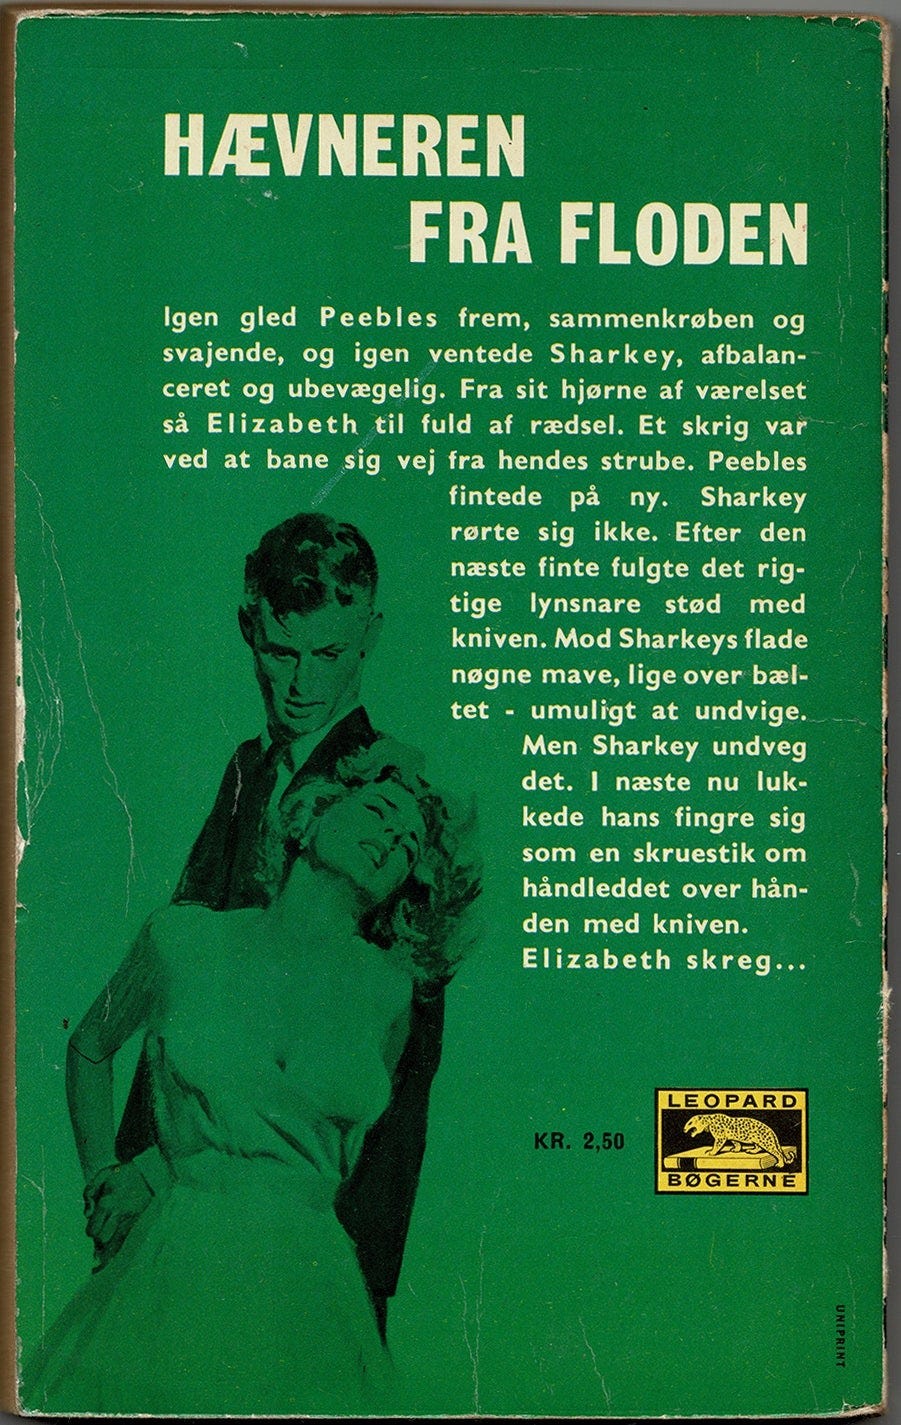 HÆVNEREN
FRA FLODEN
Igen gled Peebles frem, sammenkrøben og
svajende, og igen ventede Sharkey, afbalan-
ceret og ubevægelig. Fra sit hjørne af værelset
så Elizabeth til fuld af rædsel. Et skrig var
ved at bane sig vej fra hendes strube. Peebles
fintede på ny. Sharkey
rørte sig ikke. Efter den
næste finte fulgte det rig-
tige lynsnare stød med
kniven. Mod Sharkeys flade
nøgne mave, lige over bæl-
tet - umuligt at undvige.
Men Sharkey undveg
det. I næste nu luk-
kede hans fingre sig
som en skruestik om
håndleddet over hån-
den med kniven.
Elizabeth skreg...
KR. 2,50
LEOPARD
BØGERNE
UNIPRINT